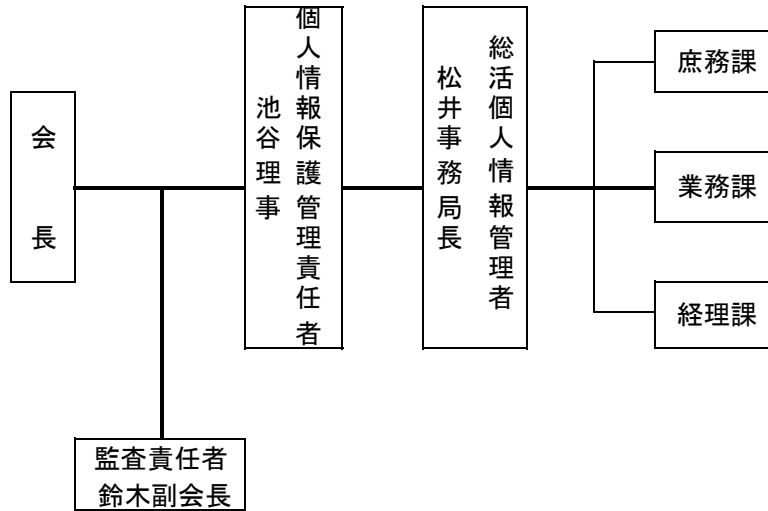 会長
個人情報保護管理責任者
池谷理事
総活個人情報管理者
松井事務局長
庶務課
業務課
経理課
監査責任者
鈴木副会長